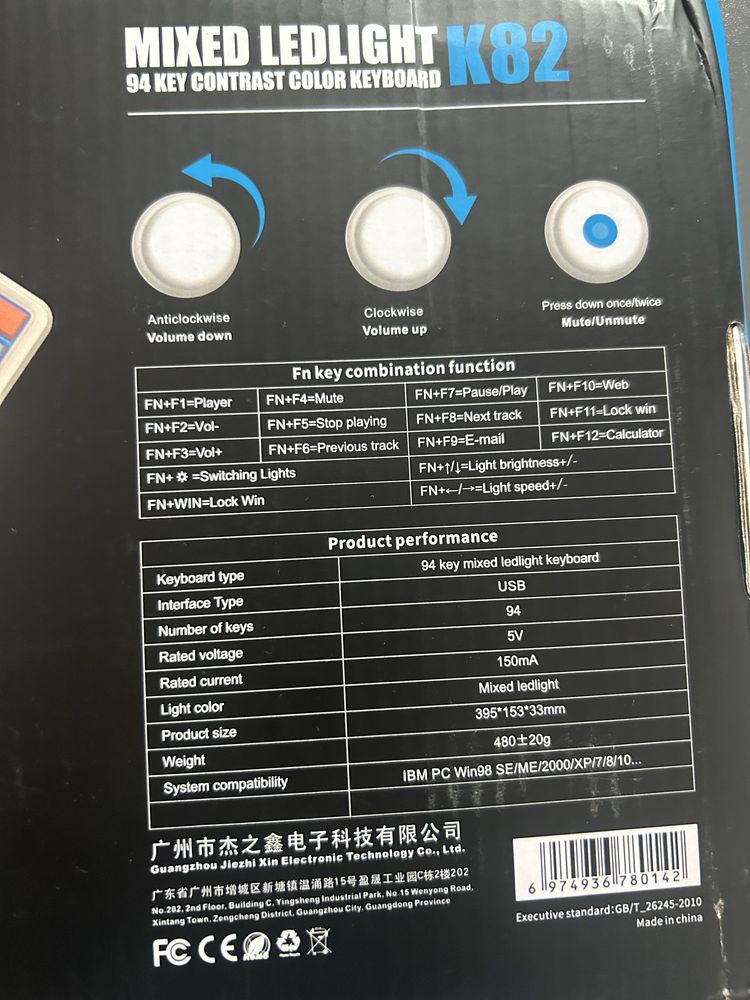 MIXED LEDLIGHT K82
94 KEY CONTRAST COLOR KEYBOARD
Anticlockwise
Volume down
Clockwise
Volume up
Press down once/twice
Mute/Unmute
Fn key combination function
FN+F1=Player FN+F4=Mute FN+F7=Pause/Play FN+F10=Web
FN+F2=Vol- FN+F5=Stop playing FN+F8=Next track FN+F11=Lock win
FN+F3=Vol+ FN+F6=Previous track FN+F9=E-mail FN+F12=Calculator
FN+☼=Switching Lights FN+↑/↓=Light brightness+/-
FN+WIN=Lock Win FN+←/→=Light speed+/-
Product performance
Keyboard type 94 key mixed ledlight keyboard
Interface Type USB
Number of keys 94
Rated voltage 5V
Rated current 150mA
Light color Mixed ledlight
Product size 395*153*33mm
Weight 480±20g
System compatibility IBM PC Win98 SE/ME/2000/XP/7/8/10...
广州市杰之鑫电子科技有限公司
Guangzhou Jiezhi Xin Electronic Technology Co., Ltd.
广东省广州市增城区新塘镇温涌路15号盈晟工业园C栋2楼202
No.202, 2nd Floor, Building C, Yingsheng Industrial Park, No.15 Wenyong Road,
Xintang Town, Zengcheng District, Guangzhou City, Guangdong Province
6 974936 780142
Executive standard:GB/T_26245-2010
Made in china
FC CE RoHS